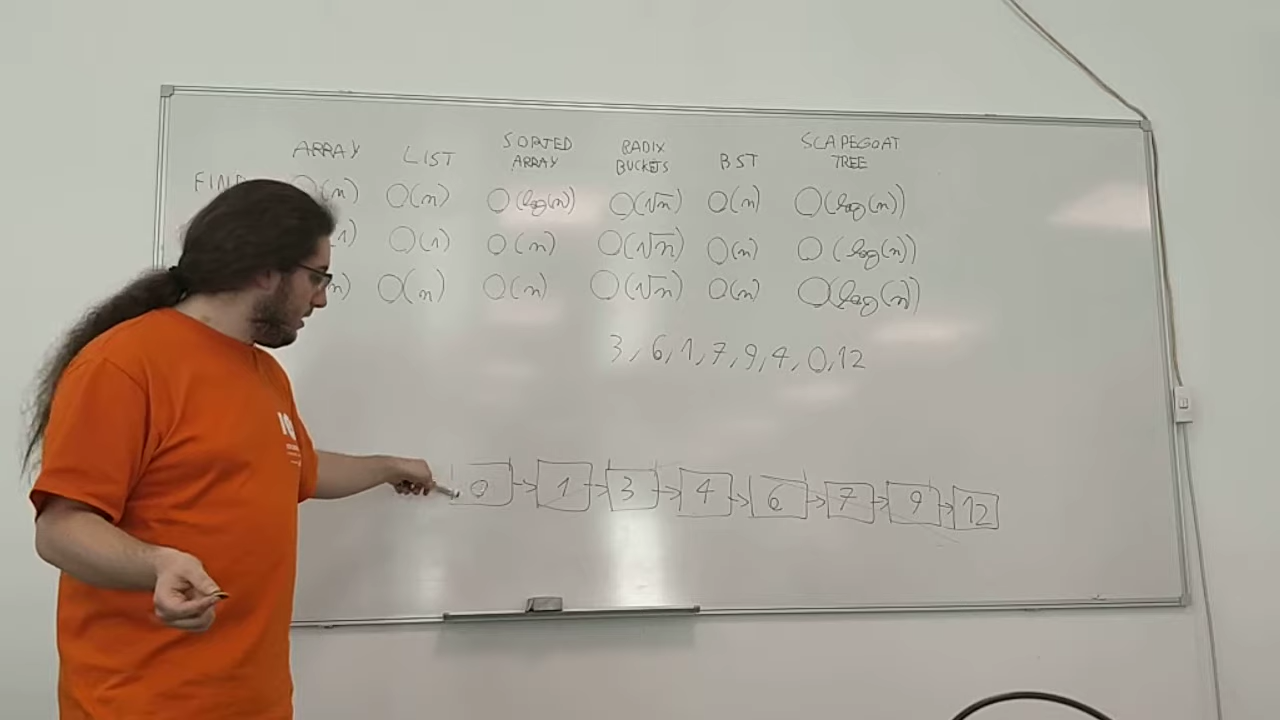 ARRAY LIST SORTED ARRAY RADIX BUCKETS BST SCAPEGOAT TREE
O(n) O(n) O(log(n)) O(√n) O(n) O(log(n))
1) O(1) O(n) O(√n) O(n) O(log(n))
n) O(n) O(n) O(√n) O(n) O(log(n))
3, 6, 1, 7, 9, 4, 0, 12
0 → 1 → 3 → 4 → 6 → 7 → 9 → 12